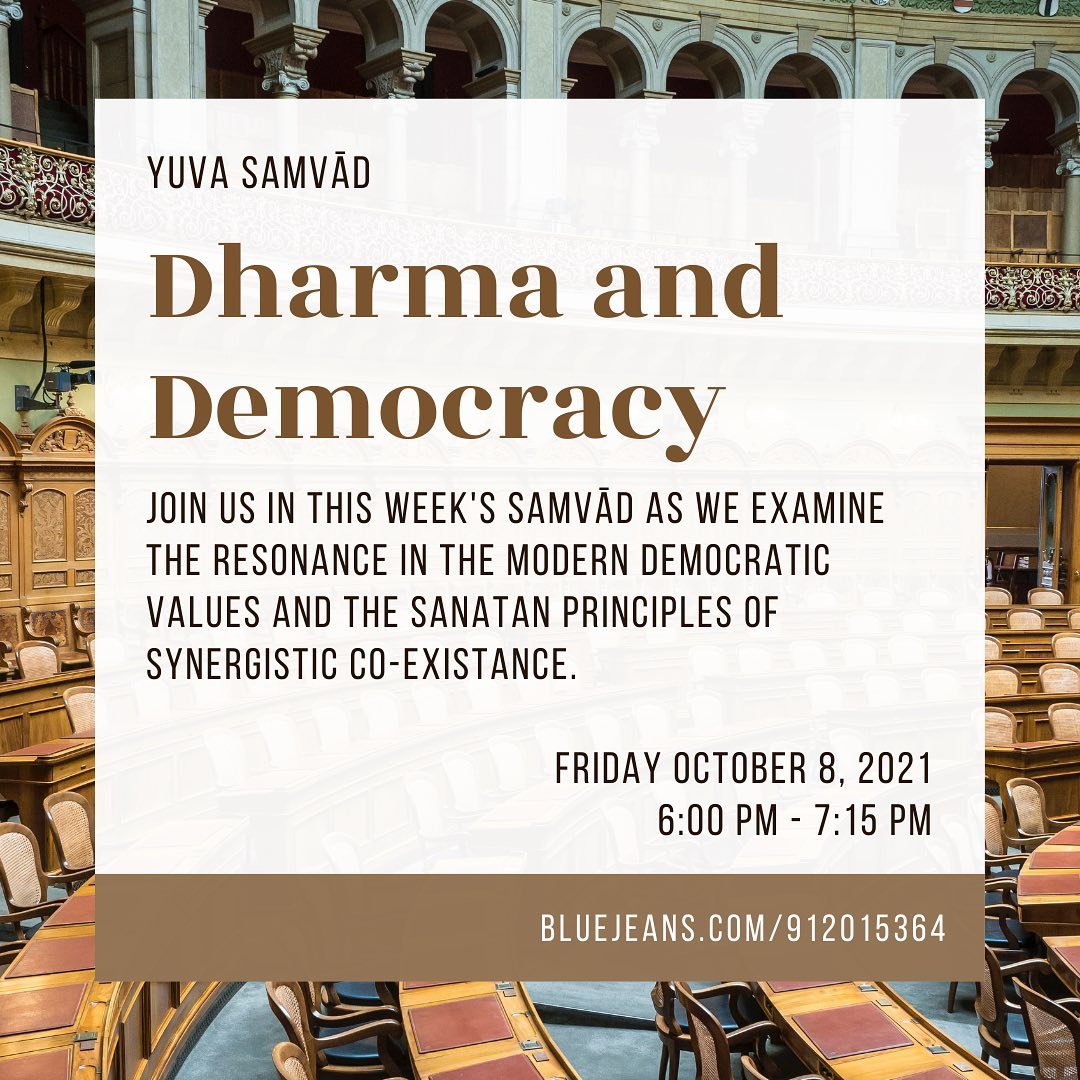 YUVA SAMVĀD
Dharma and
Democracy
JOIN US IN THIS WEEK'S SAMVĀD AS WE EXAMINE
THE RESONANCE IN THE MODERN DEMOCRATIC
VALUES AND THE SANATAN PRINCIPLES OF
SYNERGISTIC CO-EXISTANCE.
FRIDAY OCTOBER 8, 2021
6:00 PM - 7:15 PM
BLUEJEANS.COM/912015364